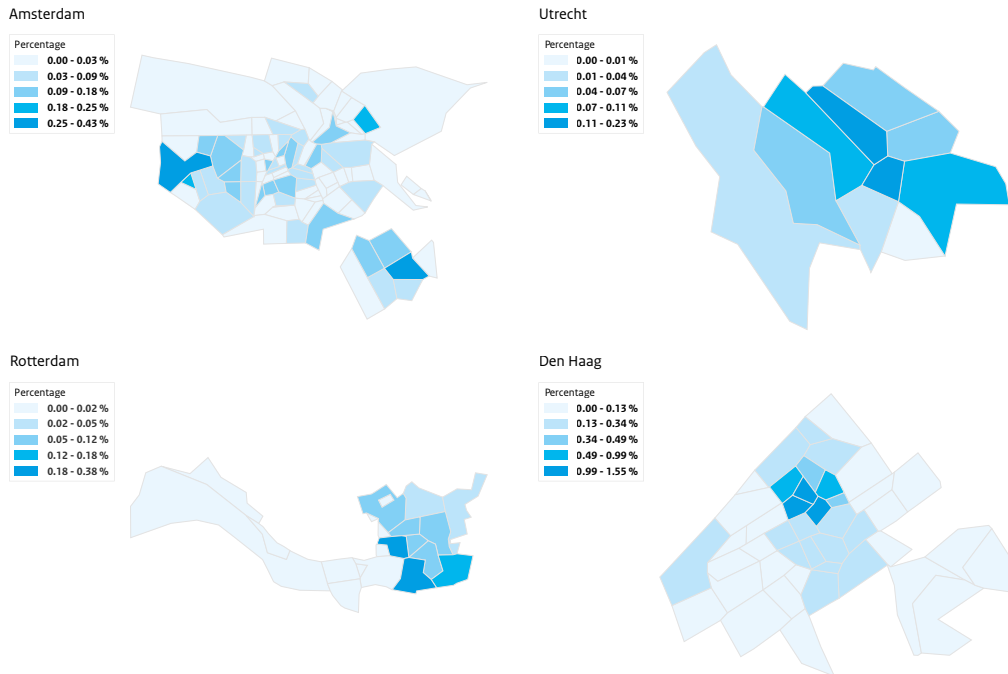 Amsterdam
Percentage
0.00 - 0.03 %
0.03 - 0.09 %
0.09 - 0.18 %
0.18 - 0.25 %
0.25 - 0.43 %
Utrecht
Percentage
0.00 - 0.01 %
0.01 - 0.04 %
0.04 - 0.07 %
0.07 - 0.11 %
0.11 - 0.23 %
Rotterdam
Percentage
0.00 - 0.02 %
0.02 - 0.05 %
0.05 - 0.12 %
0.12 - 0.18 %
0.18 - 0.38 %
Den Haag
Percentage
0.00 - 0.13 %
0.13 - 0.34 %
0.34 - 0.49 %
0.49 - 0.99 %
0.99 - 1.55 %